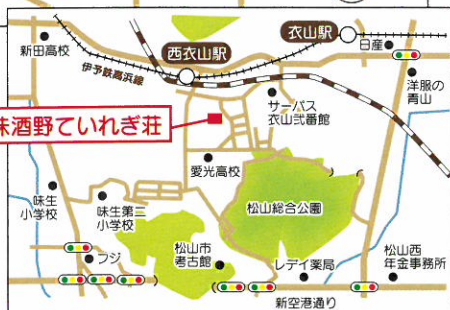 衣山駅
日産
新田高校
西衣山駅
伊予鉄高浜線
洋服の
青山
サーパス
衣山弐番館
味酒野ていれぎ荘
愛光高校
味生
小学校
味生第二
小学校
松山総合公園
フジ
松山市
考古館
レデイ薬局
松山西
年金事務所
新空港通り